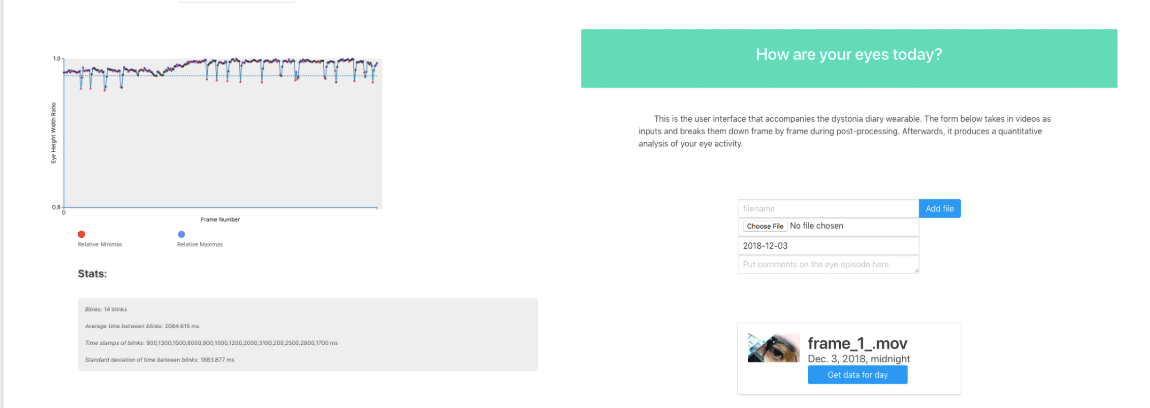 1.0
Eye Height Width Ratio
0.8
0
Frame Number
Relative Minimas
Relative Maximas
Stats:
Blinks: 14 blinks
Average time between blinks: 2084.615 ms
Time stamps of blinks: 900,1300,1500,8000,900,1000,1200,2000,3100,200,2500,2800,1700 ms
Standard deviation of time between blinks: 1883.877 ms
How are your eyes today?
This is the user interface that accompanies the dystonia diary wearable. The form below takes in videos as
inputs and breaks them down frame by frame during post-processing. Afterwards, it produces a quantitative
analysis of your eye activity.
filename
Add file
Choose File No file chosen
2018-12-03
Put comments on the eye episode here.
frame_1_.mov
Dec. 3, 2018, midnight
Get data for day